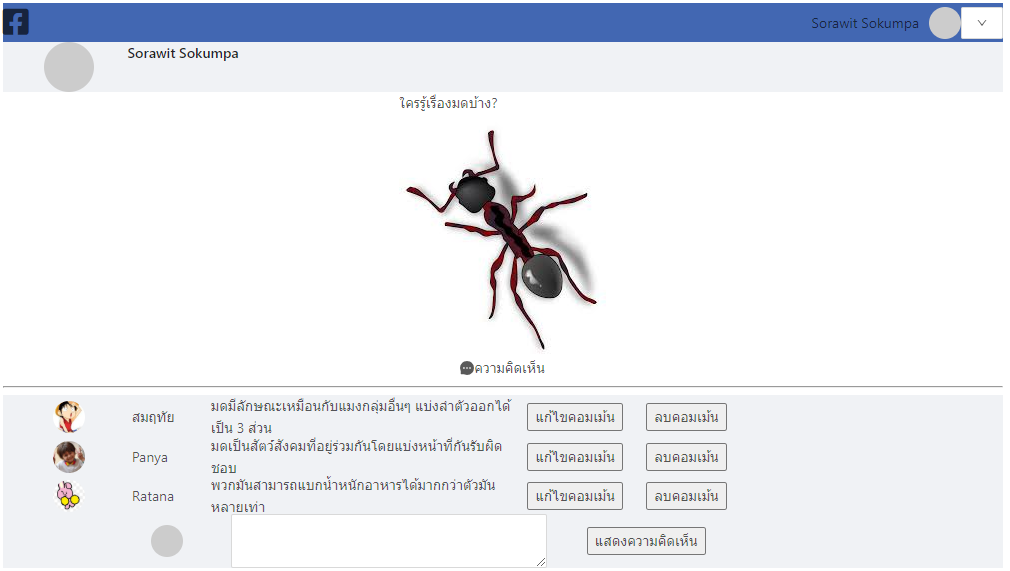 Sorawit Sokumpa
Sorawit Sokumpa
ใครรู้เรื่องมดบ้าง?
ความคิดเห็น
สมฤทัย
มดมีลักษณะเหมือนกับแมงกลุ่มอื่นๆ แบ่งลำตัวออกได้
เป็น 3 ส่วน
แก้ไขคอมเม้น ลบคอมเม้น
Panya
มดเป็นสัตว์สังคมที่อยู่ร่วมกันโดยแบ่งหน้าที่กันรับผิด
ชอบ
แก้ไขคอมเม้น ลบคอมเม้น
Ratana
พวกมันสามารถแบกน้ำหนักอาหารได้มากกว่าตัวมัน
หลายเท่า
แก้ไขคอมเม้น ลบคอมเม้น
แสดงความคิดเห็น